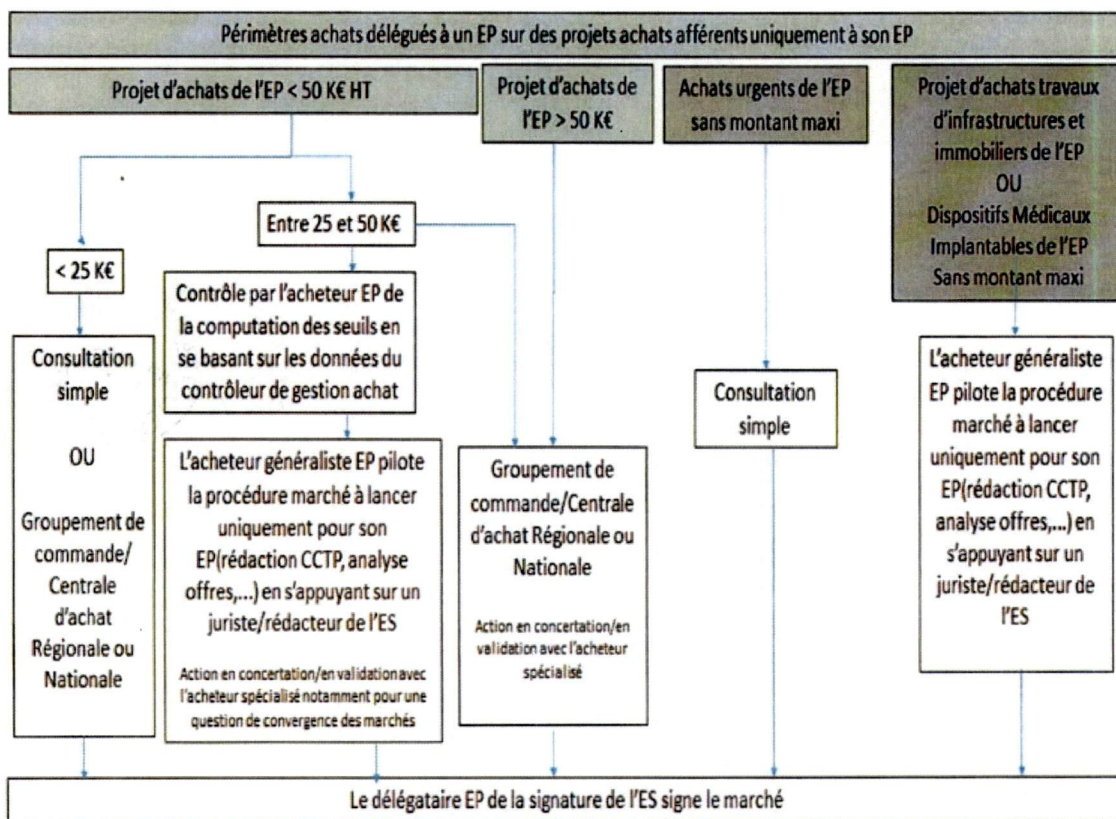 Périmètres achats délégués à un EP sur des projets achats afférents uniquement à son EP
Projet d'achats de l'EP < 50 K€ HT
Projet d'achats de
l'EP > 50 K€
Achats urgents de l'EP
sans montant maxi
Projet d'achats travaux
d'infrastructures et
immobiliers de l'EP
OU
Dispositifs Médicaux
Implantables de l'EP
Sans montant maxi
< 25 K€
Entre 25 et 50 K€
Consultation
simple
OU
Groupement de
commande/
Centrale
d'achat
Régionale ou
Nationale
Contrôle par l'acheteur EP de
la computation des seuils en
se basant sur les données du
contrôleur de gestion achat
L'acheteur généraliste EP pilote
la procédure marché à lancer
uniquement pour son
EP(rédaction CCTP, analyse
offres,...) en s'appuyant sur un
juriste/rédacteur de l'ES
Action en concertation/en validation avec
l'acheteur spécialisé notamment pour une
question de convergence des marchés
Groupement de
commande/Centrale
d'achat Régionale ou
Nationale
Action en concertation/en
validation avec l'acheteur
spécialisé
Consultation
simple
L'acheteur généraliste
EP pilote la procédure
marché à lancer
uniquement pour son
EP(rédaction CCTP,
analyse offres,...) en
s'appuyant sur un
juriste/rédacteur de
l'ES
Le délégataire EP de la signature de l'ES signe le marché